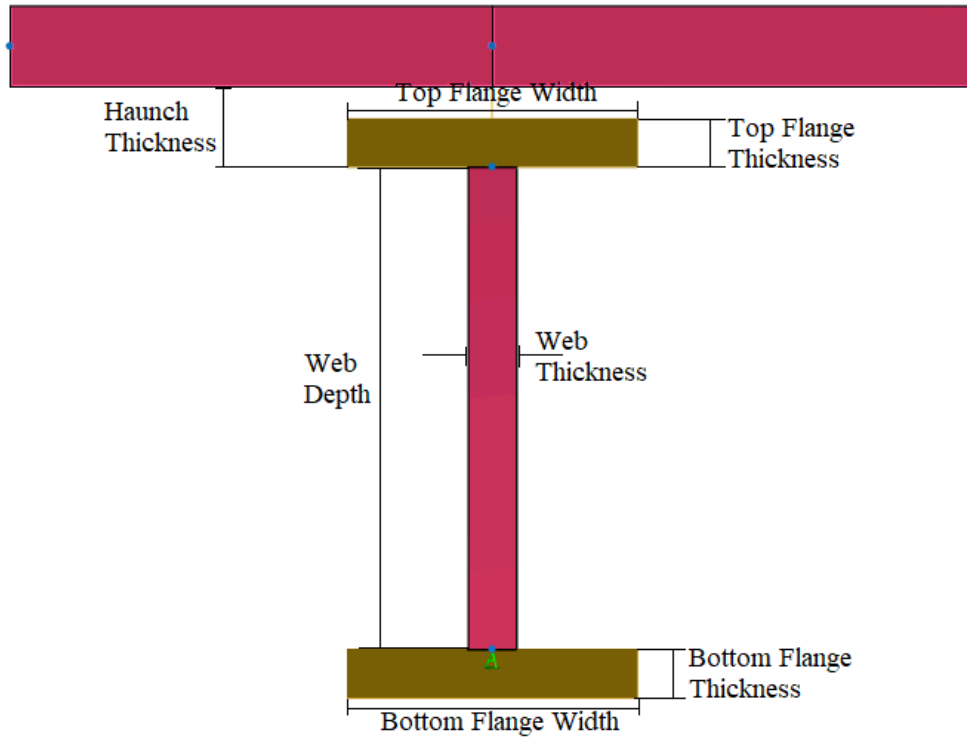 Top Flange Width
Haunch
Thickness
Top Flange
Thickness
Web
Thickness
Web
Depth
Bottom Flange
Thickness
Bottom Flange Width